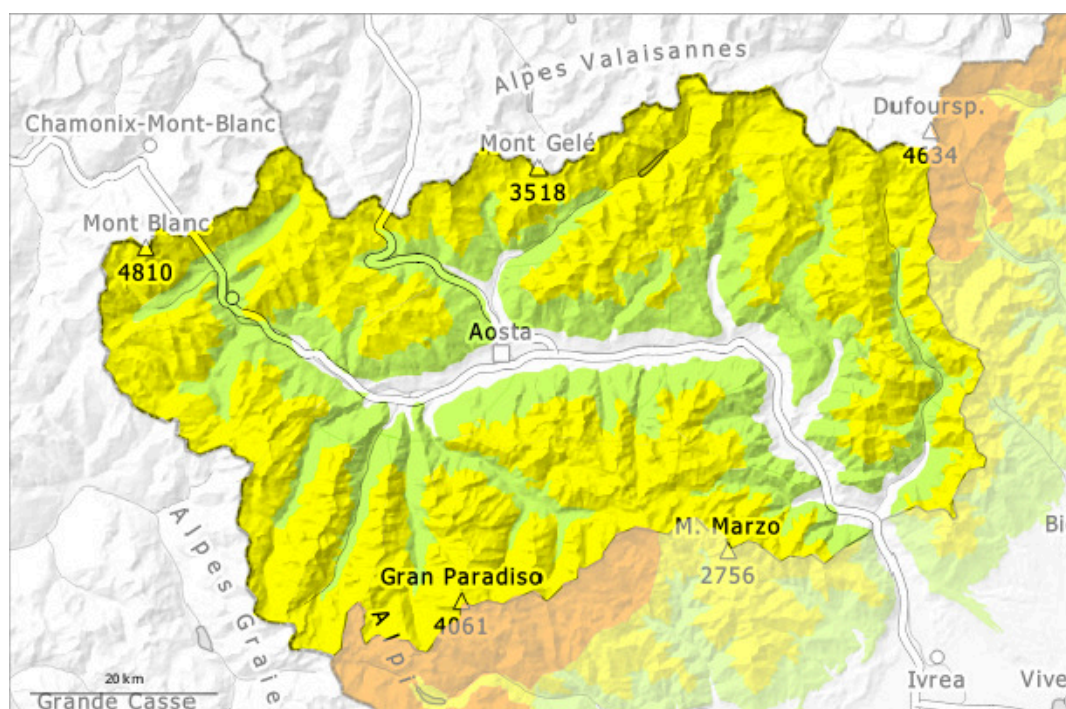 Alpes Valaisannes
Dufoursp.
4634
Chamonix-Mont-Blanc
Mont Gelé
3518
Mont Blanc
4810
Aosta
M. Marzo
2756
Gran Paradiso
4061
Alpes Graie
Alpi
Bi
20 km
Grande Casse
Ivrea
Vive